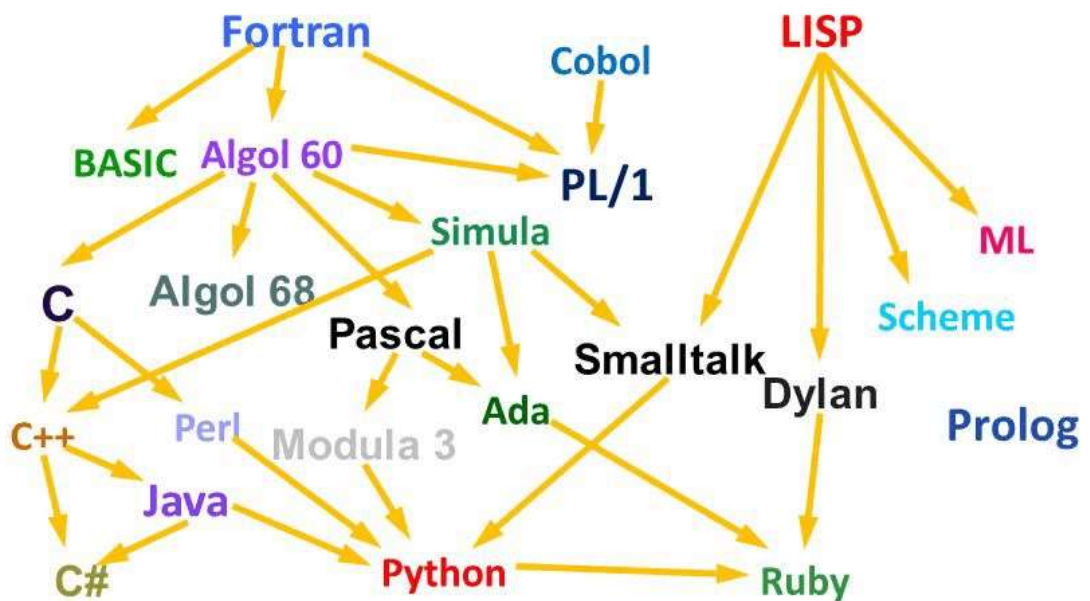 Fortran
Cobol
LISP
BASIC
Algol 60
PL/1
Simula
ML
C
Algol 68
Pascal
Smalltalk
Scheme
C++
Perl
Modula 3
Ada
Dylan
Prolog
Java
C#
Python
Ruby